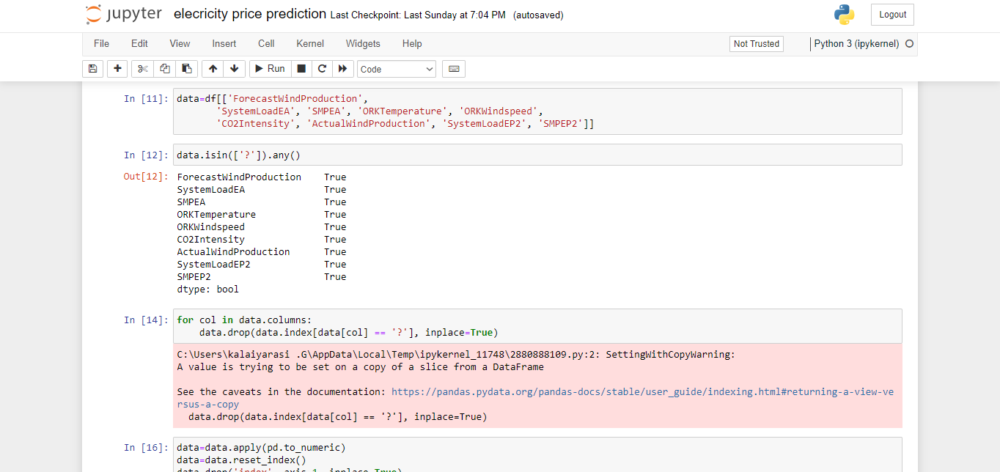 jupyter elecricity price prediction Last Checkpoint: Last Sunday at 7:04 PM (autosaved)
Logout
File Edit View Insert Cell Kernel Widgets Help
Not Trusted
Python 3 (ipykernel)
Run
Code
In [11]: data=df[['ForecastWindProduction',
'SystemLoadEA', 'SMPEA', 'ORKTemperature', 'ORKWindspeed',
'CO2Intensity', 'ActualWindProduction', 'SystemLoadEP2', 'SMPEP2']]
In [12]: data.isin(['?']).any()
Out[12]: ForecastWindProduction True
SystemLoadEA True
SMPEA True
ORKTemperature True
ORKWindspeed True
CO2Intensity True
ActualWindProduction True
SystemLoadEP2 True
SMPEP2 True
dtype: bool
In [14]: for col in data.columns:
data.drop(data.index[data[col] == '?'], inplace=True)
C:\Users\kalaiyarasi .G\AppData\Local\Temp\ipykernel_11748\2880888109.py:2: SettingWithCopyWarning:
A value is trying to be set on a copy of a slice from a DataFrame
See the caveats in the documentation: https://pandas.pydata.org/pandas-docs/stable/user_guide/indexing.html#returning-a-view-ve
rsus-a-copy
data.drop(data.index[data[col] == '?'], inplace=True)
In [16]: data=data.apply(pd.to_numeric)
data=data.reset_index()
data.drop('index', axis=1, inplace=True)